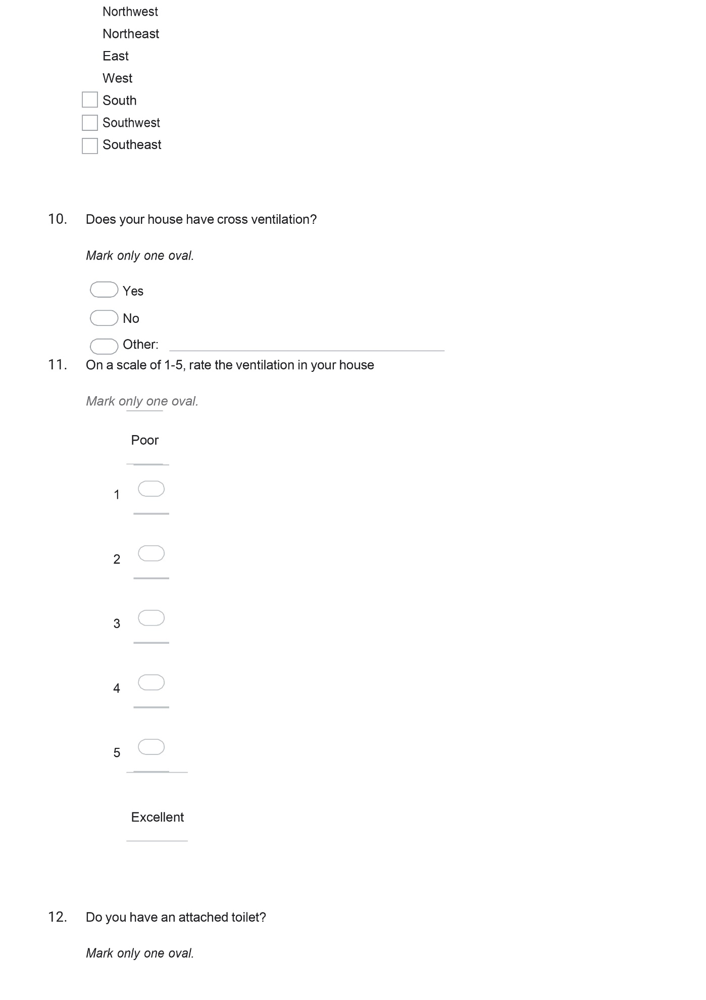 Northwest
Northeast
East
West
South
Southwest
Southeast
10. Does your house have cross ventilation?
Mark only one oval.
Yes
No
Other:
11. On a scale of 1-5, rate the ventilation in your house
Mark only one oval.
Poor
1
2
3
4
5
Excellent
12. Do you have an attached toilet?
Mark only one oval.